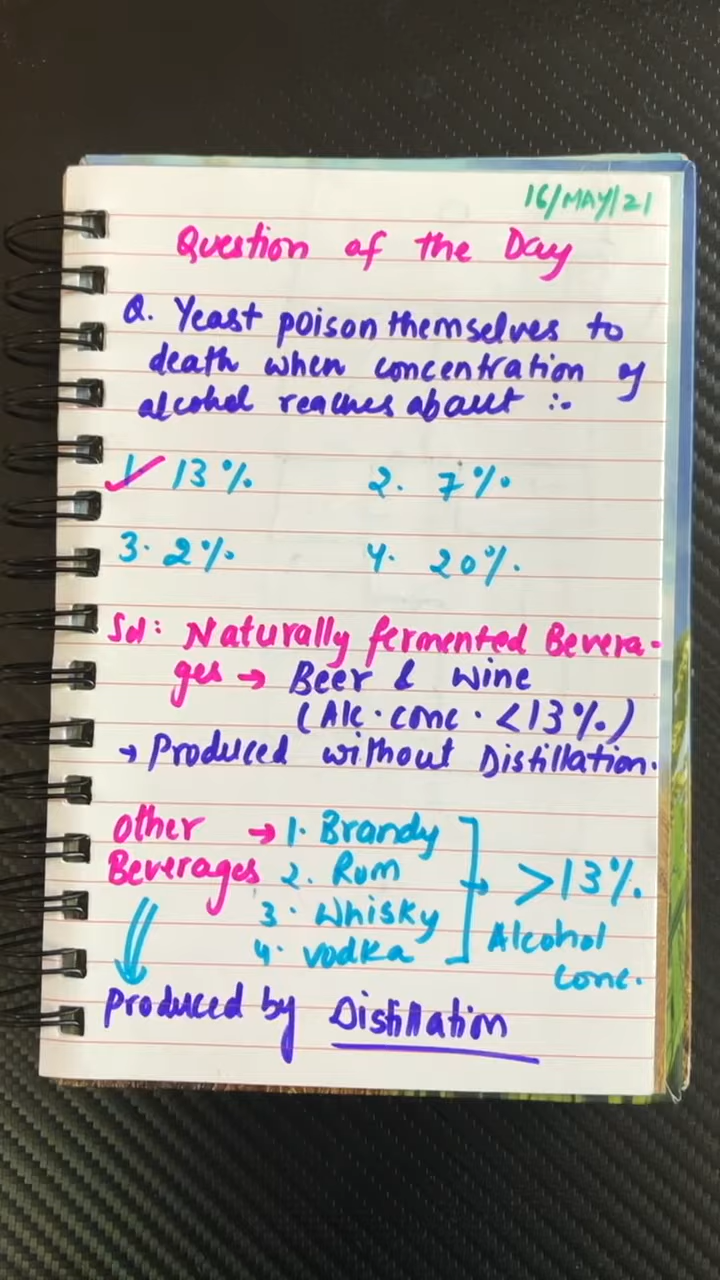 16/MAY/21
Question of the Day
Q. Yeast poison themselves to
death when concentration of
alcohol reaches about :-
1 13% 2. 7%
3. 2% 4. 20%.
Sol: Naturally fermented Bevera-
ges → Beer & wine
(Alc. conc. <13%)
→ Produced without Distillation.
Other → 1. Brandy
Beverages 2. Rum >13%
3. Whisky Alcohol
4. vodka conc.
Produced by Distillation